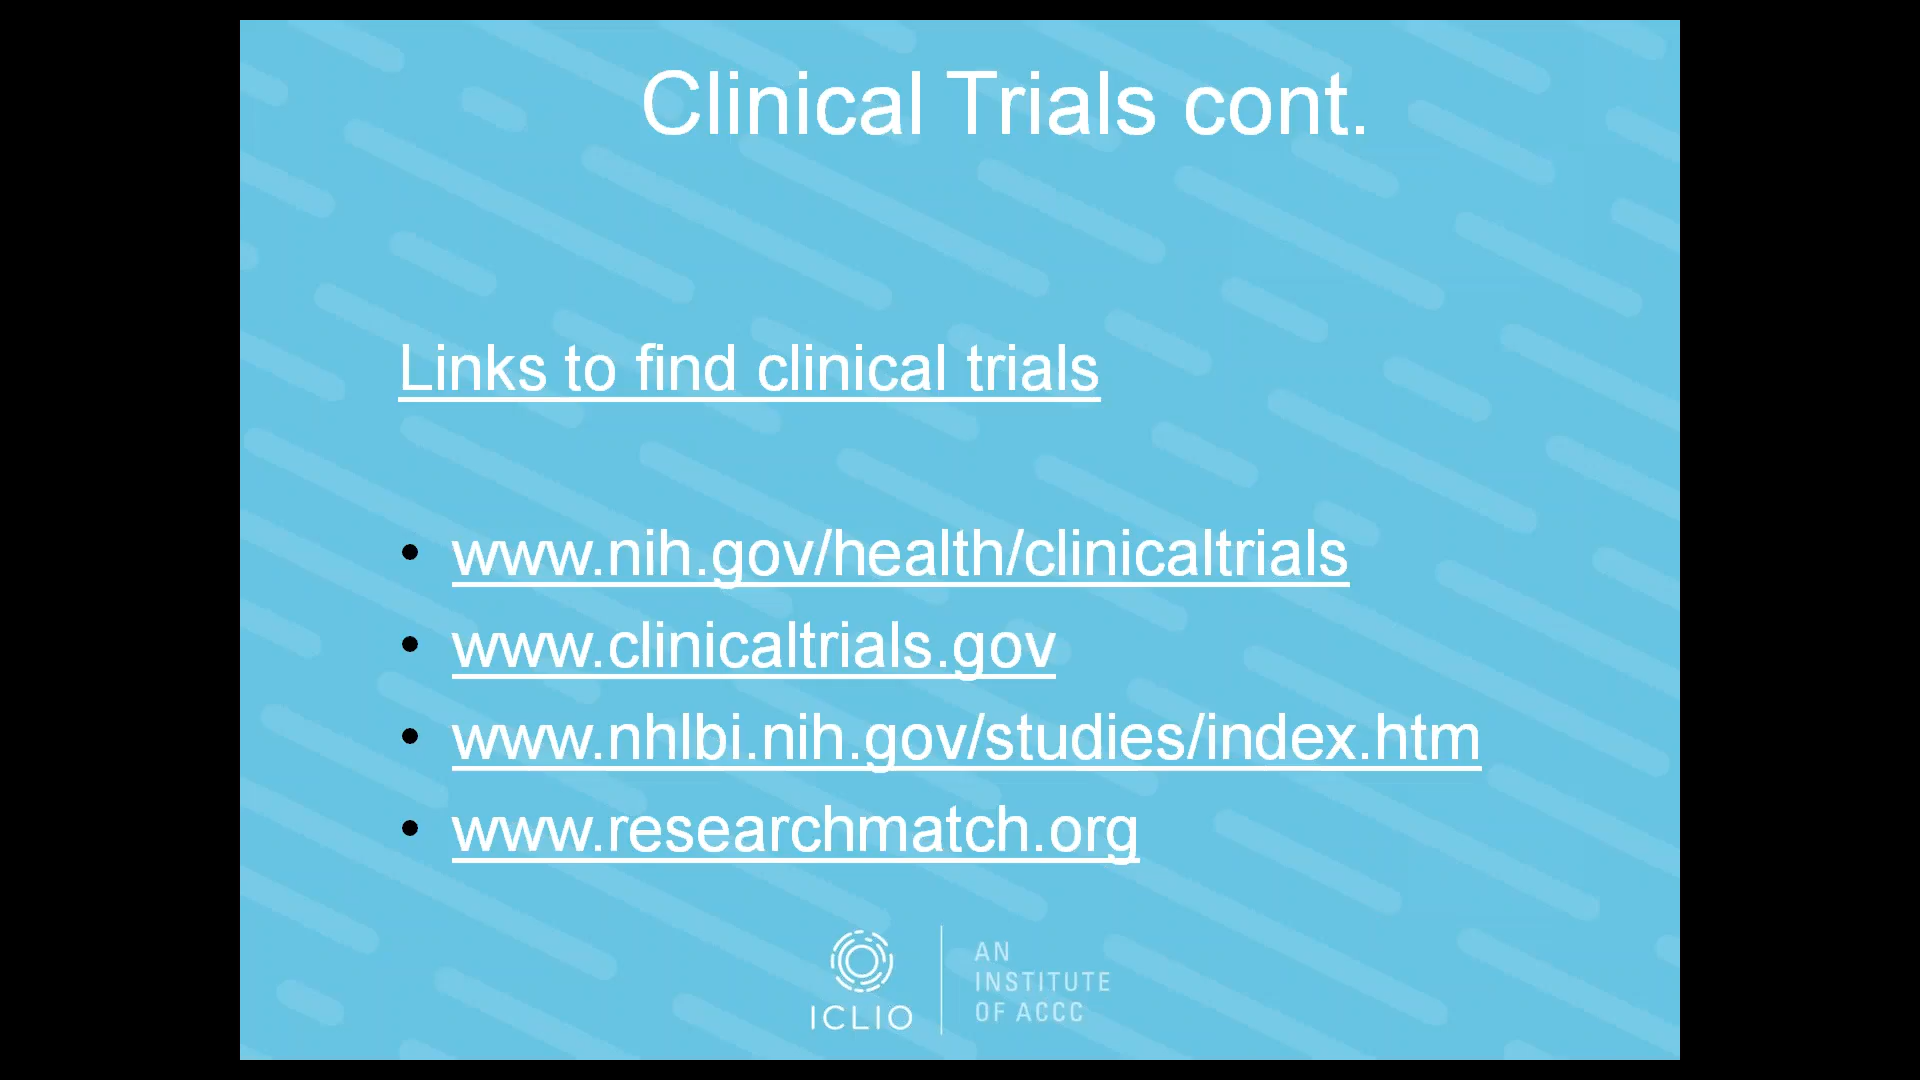 Clinical Trials cont.
Links to find clinical trials
• www.nih.gov/health/clinicaltrials
• www.clinicaltrials.gov
• www.nhlbi.nih.gov/studies/index.htm
• www.researchmatch.org
ICLIO
AN
INSTITUTE
OF ACCC